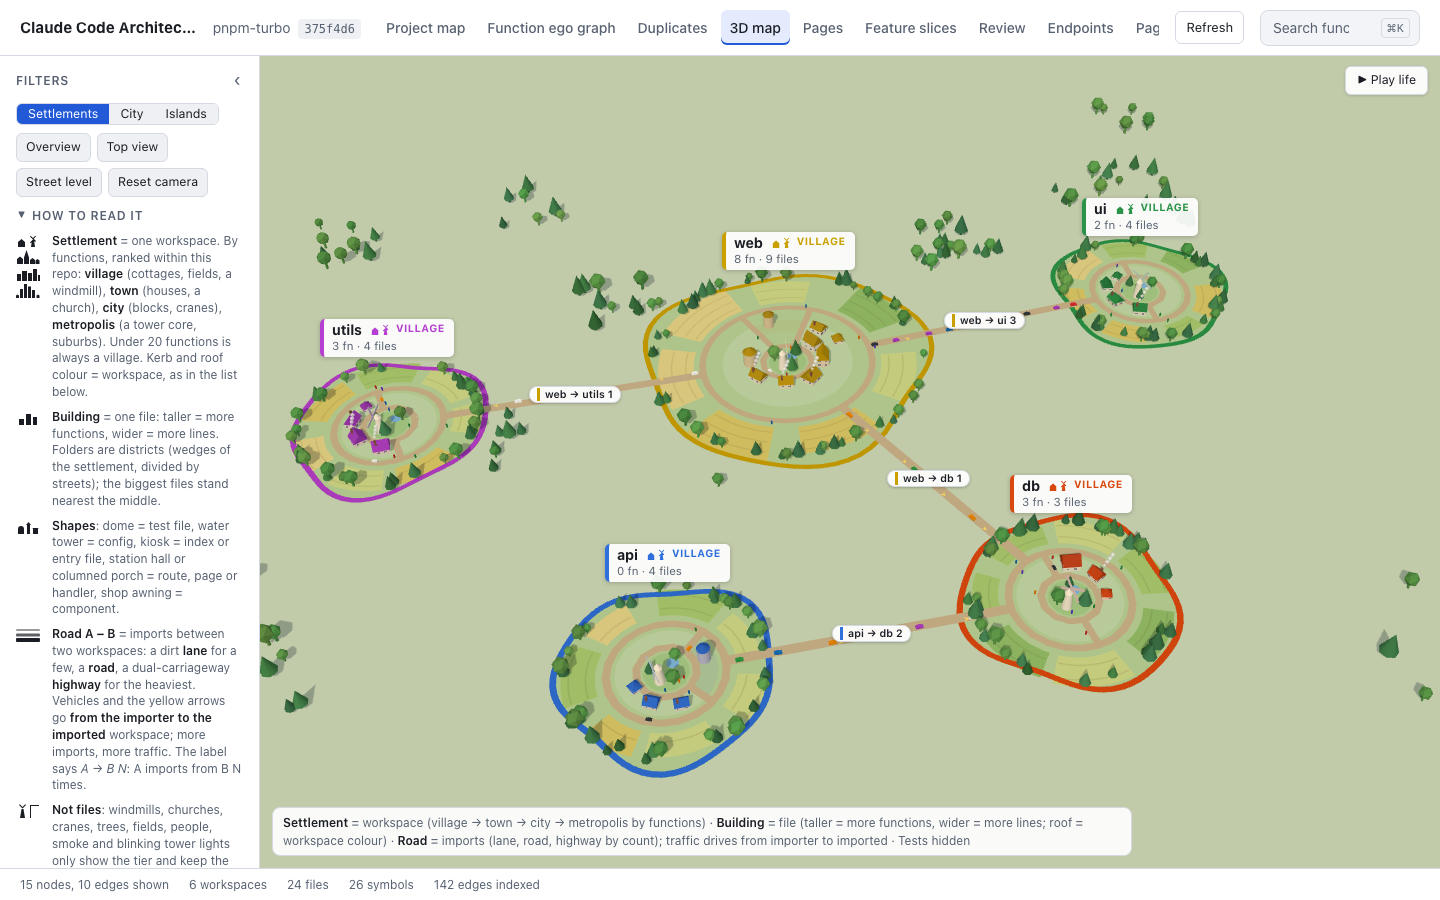 Claude Code Architec...
pnpm-turbo 375f4d6
Project map
Function ego graph
Duplicates
3D map
Pages
Feature slices
Review
Endpoints
Refresh
Search func
⌘K
FILTERS
Settlements City Islands
Overview Top view
Street level Reset camera
▼ HOW TO READ IT
Settlement = one workspace. By
functions, ranked within this
repo: village (cottages, fields, a
windmill), town (houses, a
church), city (blocks, cranes),
metropolis (a tower core,
suburbs). Under 20 functions is
always a village. Kerb and roof
colour = workspace, as in the list
below.
Building = one file: taller = more
functions, wider = more lines.
Folders are districts (wedges of
the settlement, divided by
streets); the biggest files stand
nearest the middle.
Shapes: dome = test file, water
tower = config, kiosk = index or
entry file, station hall or
columned porch = route, page or
handler, shop awning =
component.
Road A – B = imports between
two workspaces: a dirt lane for a
few, a road, a dual-carriageway
highway for the heaviest.
Vehicles and the yellow arrows
go from the importer to the
imported workspace; more
imports, more traffic. The label
says A → B N: A imports from B N
times.
Not files: windmills, churches,
cranes, trees, fields, people,
smoke and blinking tower lights
only show the tier and keep the
▶ Play life
ui VILLAGE
2 fn · 4 files
web VILLAGE
8 fn · 9 files
web → ui 3
utils VILLAGE
3 fn · 4 files
web → utils 1
web → db 1
db VILLAGE
3 fn · 3 files
api VILLAGE
0 fn · 4 files
api → db 2
Settlement = workspace (village → town → city → metropolis by functions) · Building = file (taller = more functions, wider = more lines; roof =
workspace colour) · Road = imports (lane, road, highway by count); traffic drives from importer to imported · Tests hidden
15 nodes, 10 edges shown 6 workspaces 24 files 26 symbols 142 edges indexed